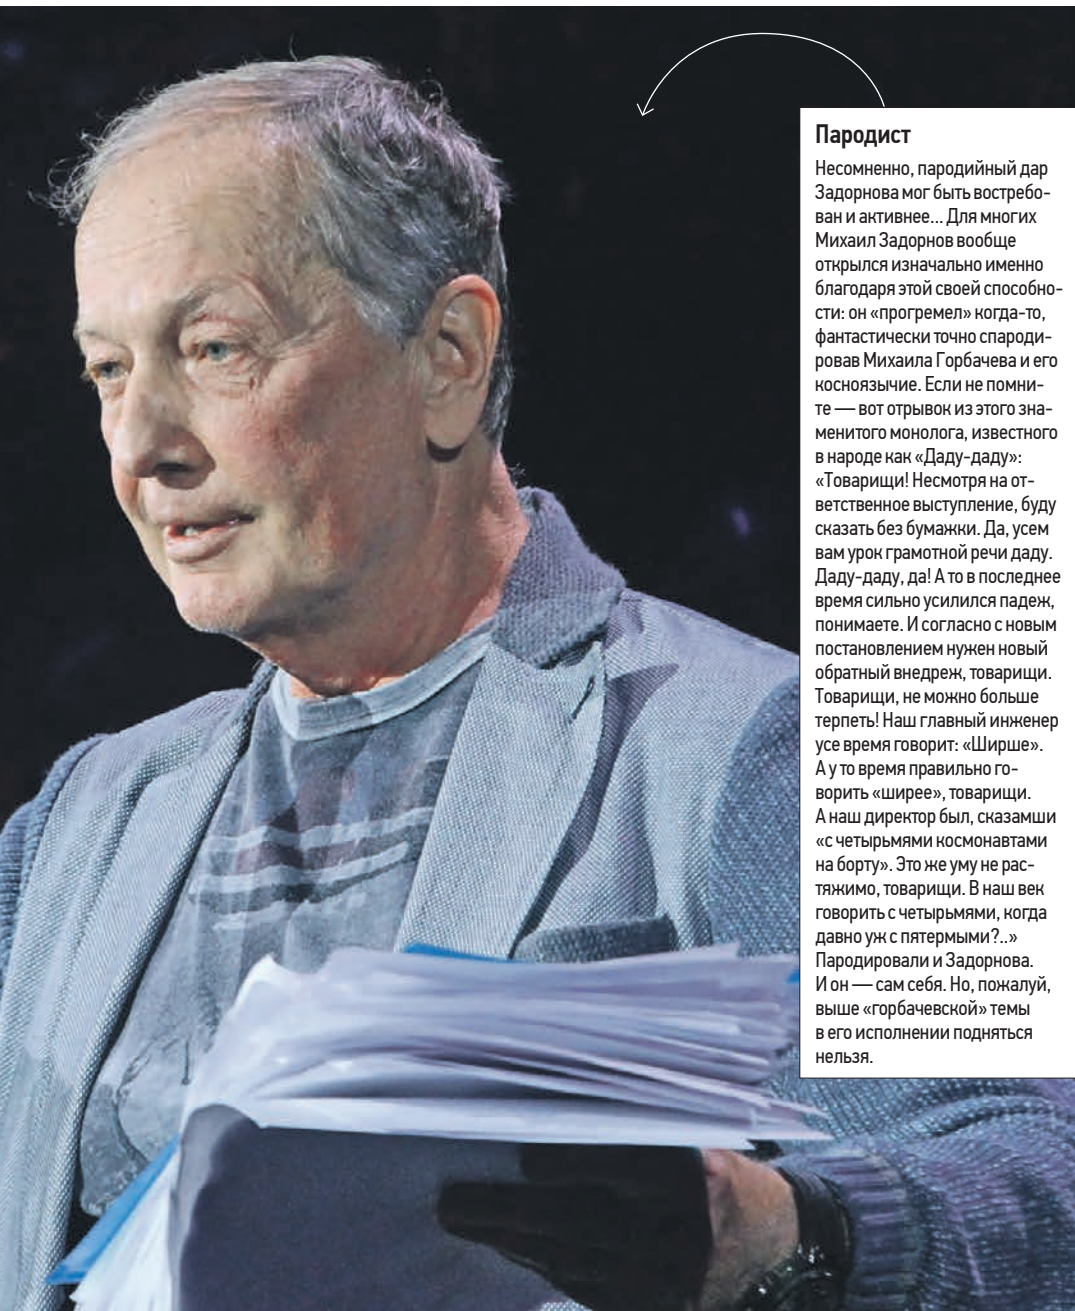 Пародист
Несомненно, пародийный дар
Задорнова мог быть востребо-
ван и активнее... Для многих
Михаил Задорнов вообще
открылся изначально именно
благодаря этой своей способно-
сти: он «прогремел» когда-то,
фантастически точно спароди-
ровав Михаила Горбачева и его
косноязычие. Если не помни-
те — вот отрывок из этого зна-
менитого монолога, известного
в народе как «Даду-даду»:
«Товарищи! Несмотря на от-
ветственное выступление, буду
сказать без бумажки. Да, усем
вам урок грамотной речи даду.
Даду-даду, да! А то в последнее
время сильно усилился падеж,
понимаете. И согласно с новым
постановлением нужен новый
обратный внедреж, товарищи.
Товарищи, не можно больше
терпеть! Наш главный инженер
усе время говорит: «Ширше».
А у то время правильно го-
ворить «ширее», товарищи.
А наш директор был, сказамши
«с четырьмями космонавтами
на борту». Это же уму не рас-
тяжимо, товарищи. В наш век
говорить с четырьмями, когда
давно уж с пятермыми?..»
Пародировали и Задорнова.
И он — сам себя. Но, пожалуй,
выше «горбачевской» темы
в его исполнении подняться
нельзя.